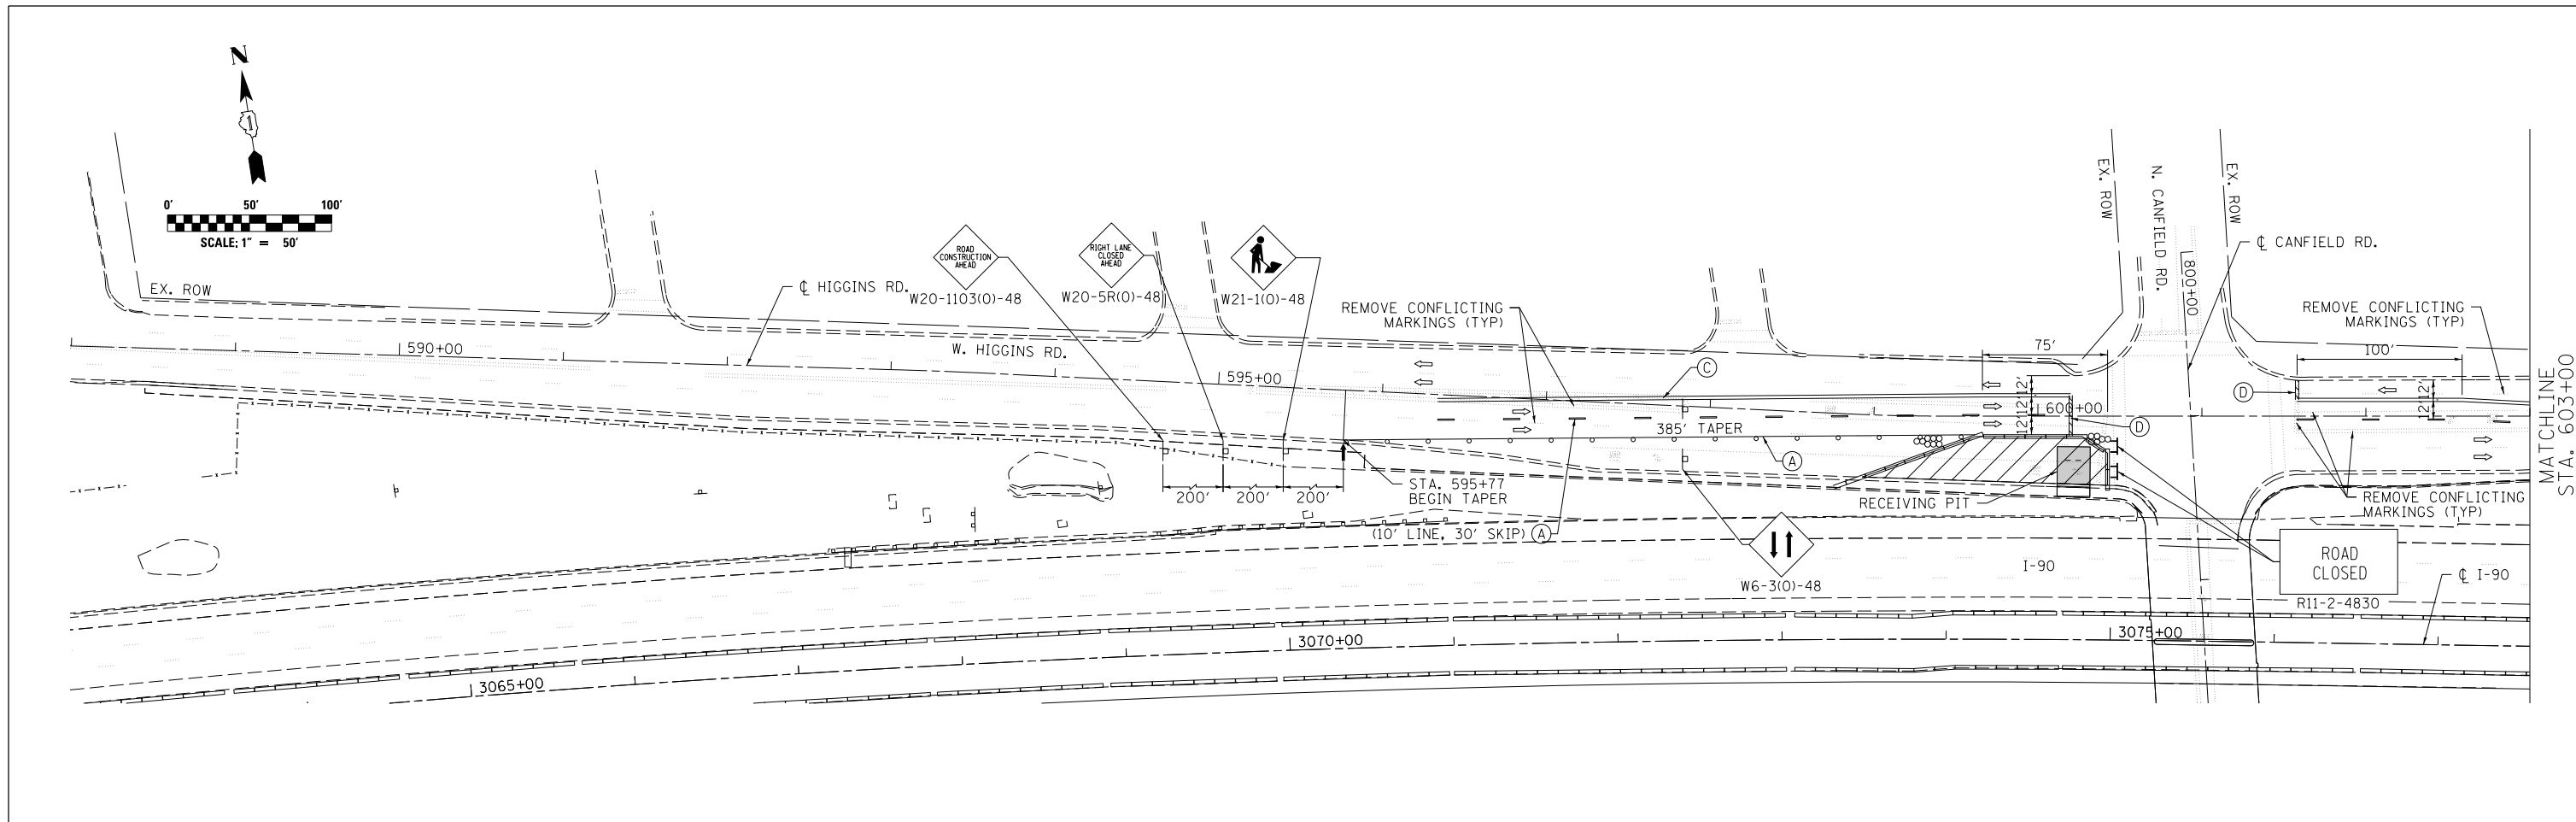 N
0' 50' 100'
SCALE: 1" = 50'
EX. ROW
℄ HIGGINS RD.
590+00
W. HIGGINS RD.
595+00
ROAD
CONSTRUCTION
AHEAD
W20-1103(O)-48
RIGHT LANE
CLOSED
AHEAD
W20-5R(O)-48
W21-1(O)-48
REMOVE CONFLICTING
MARKINGS (TYP)
C
75'
12'
12'
12'
600+00
385' TAPER
A
D
200' 200' 200'
STA. 595+77
BEGIN TAPER
(10' LINE, 30' SKIP) A
RECEIVING PIT
W6-3(O)-48
EX. ROW
N. CANFIELD RD.
800+00
EX. ROW
℄ CANFIELD RD.
REMOVE CONFLICTING
MARKINGS (TYP)
100'
D
12'
12'
REMOVE CONFLICTING
MARKINGS (TYP)
MATCHLINE
STA. 603+00
ROAD
CLOSED
R11-2-4830
I-90
℄ I-90
3065+00
3070+00
3075+00